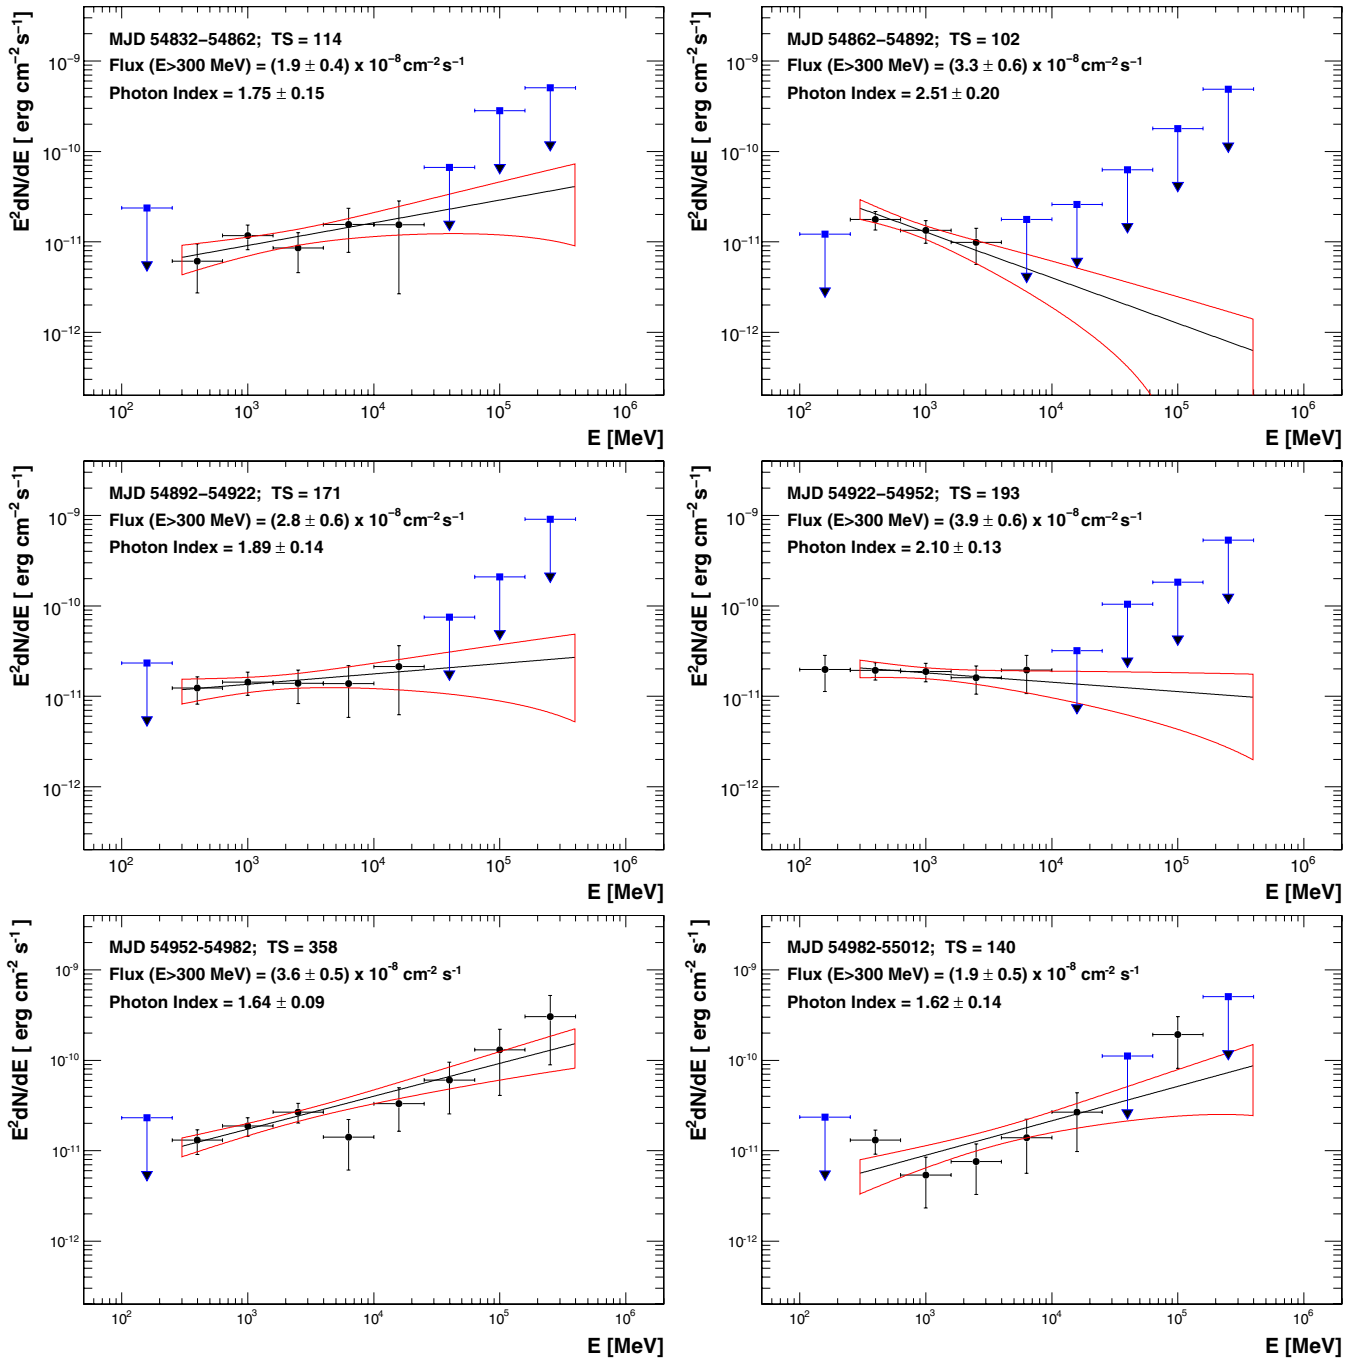 MJD 54832−54862; TS = 114
Flux (E>300 MeV) = (1.9 ± 0.4) x 10⁻⁸ cm⁻² s⁻¹
Photon Index = 1.75 ± 0.15
E²dN/dE [ erg cm⁻² s⁻¹]
10⁻⁹
10⁻¹⁰
10⁻¹¹
10⁻¹²
10² 10³ 10⁴ 10⁵ 10⁶
E [MeV]
MJD 54862−54892; TS = 102
Flux (E>300 MeV) = (3.3 ± 0.6) x 10⁻⁸ cm⁻² s⁻¹
Photon Index = 2.51 ± 0.20
E²dN/dE [ erg cm⁻² s⁻¹]
10⁻⁹
10⁻¹⁰
10⁻¹¹
10⁻¹²
10² 10³ 10⁴ 10⁵ 10⁶
E [MeV]
MJD 54892−54922; TS = 171
Flux (E>300 MeV) = (2.8 ± 0.6) x 10⁻⁸ cm⁻² s⁻¹
Photon Index = 1.89 ± 0.14
E²dN/dE [ erg cm⁻² s⁻¹]
10⁻⁹
10⁻¹⁰
10⁻¹¹
10⁻¹²
10² 10³ 10⁴ 10⁵ 10⁶
E [MeV]
MJD 54922−54952; TS = 193
Flux (E>300 MeV) = (3.9 ± 0.6) x 10⁻⁸ cm⁻² s⁻¹
Photon Index = 2.10 ± 0.13
E²dN/dE [ erg cm⁻² s⁻¹]
10⁻⁹
10⁻¹⁰
10⁻¹¹
10⁻¹²
10² 10³ 10⁴ 10⁵ 10⁶
E [MeV]
MJD 54952-54982; TS = 358
Flux (E>300 MeV) = (3.6 ± 0.5) x 10⁻⁸ cm⁻² s⁻¹
Photon Index = 1.64 ± 0.09
E²dN/dE [ erg cm⁻² s⁻¹ ]
10⁻⁹
10⁻¹⁰
10⁻¹¹
10⁻¹²
10² 10³ 10⁴ 10⁵ 10⁶
E [MeV]
MJD 54982-55012; TS = 140
Flux (E>300 MeV) = (1.9 ± 0.5) x 10⁻⁸ cm⁻² s⁻¹
Photon Index = 1.62 ± 0.14
E²dN/dE [ erg cm⁻² s⁻¹ ]
10⁻⁹
10⁻¹⁰
10⁻¹¹
10⁻¹²
10² 10³ 10⁴ 10⁵ 10⁶
E [MeV]